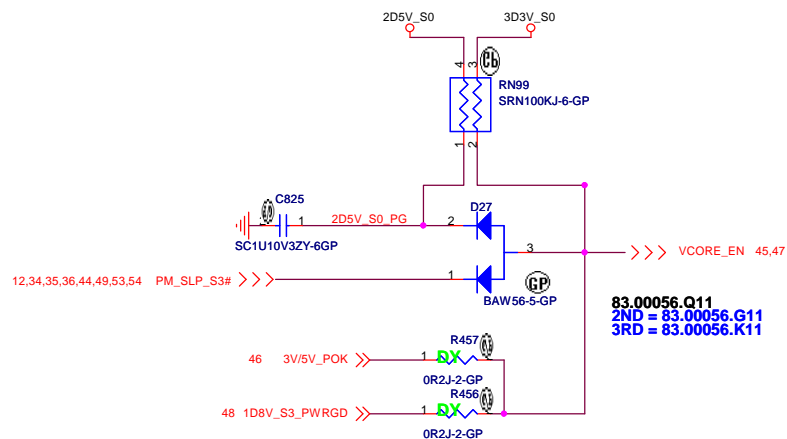 2D5V_S0 3D3V_S0
4 3
RN99
SRN100KJ-6-GP
1 2
C825
1 2D5V_S0_PG 2 D27
SC1U10V3ZY-6GP
3 VCORE_EN 45,47
12,34,35,36,44,49,53,54 PM_SLP_S3# 1
GP
BAW56-5-GP
83.00056.Q11
2ND = 83.00056.G11
3RD = 83.00056.K11
R457
46 3V/5V_POK 1 DY
0R2J-2-GP
R456
48 1D8V_S3_PWRGD 1 DY
0R2J-2-GP